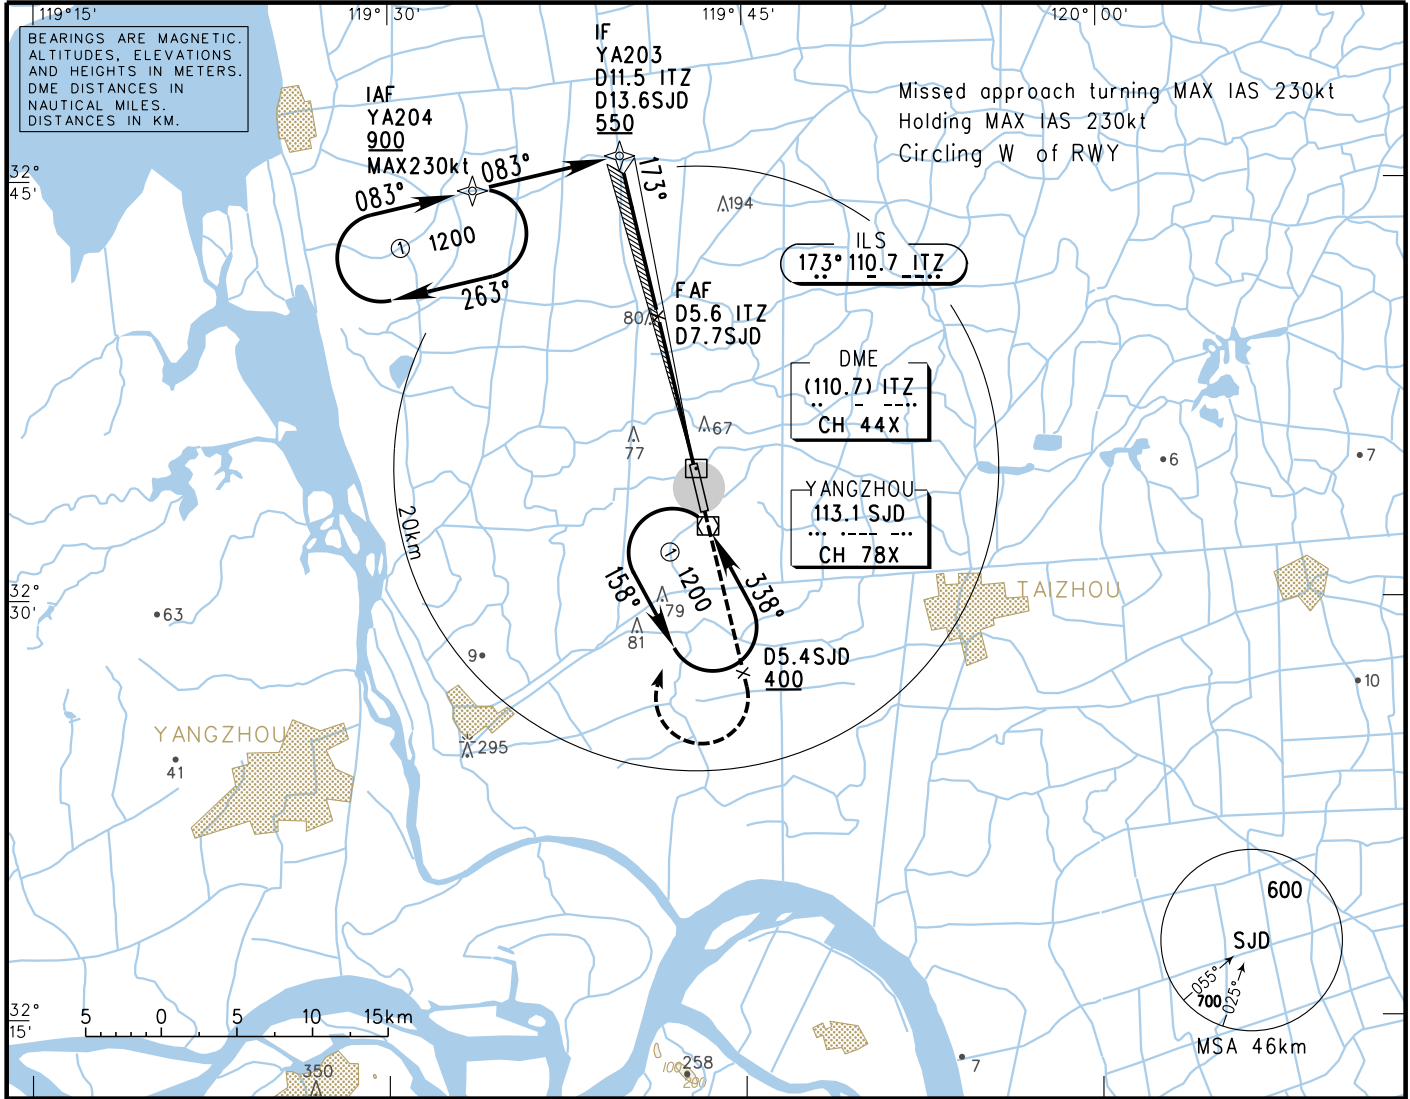 119°15'
119°30'
119°45'
120°00'
BEARINGS ARE MAGNETIC.
ALTITUDES, ELEVATIONS
AND HEIGHTS IN METERS.
DME DISTANCES IN
NAUTICAL MILES.
DISTANCES IN KM.
IF
YA203
D11.5 ITZ
D13.6SJD
550
IAF
YA204
900
MAX230kt
Missed approach turning MAX IAS 230kt
Holding MAX IAS 230kt
Circling W of RWY
32°
45'
083°
083°
173°
1 1200
263°
194
ILS
173° 110.7 ITZ
FAF
D5.6 ITZ
D7.7SJD
80
DME
(110.7) ITZ
CH 44X
67
77
6
7
YANGZHOU
113.1 SJD
CH 78X
20km
1 1200
158°
338°
79
81
32°
30'
63
TAIZHOU
9
D5.4SJD
400
10
YANGZHOU
295
41
600
SJD
055°
700
025°
MSA 46km
32°
15'
5 0 5 10 15km
350
258
100
200
7